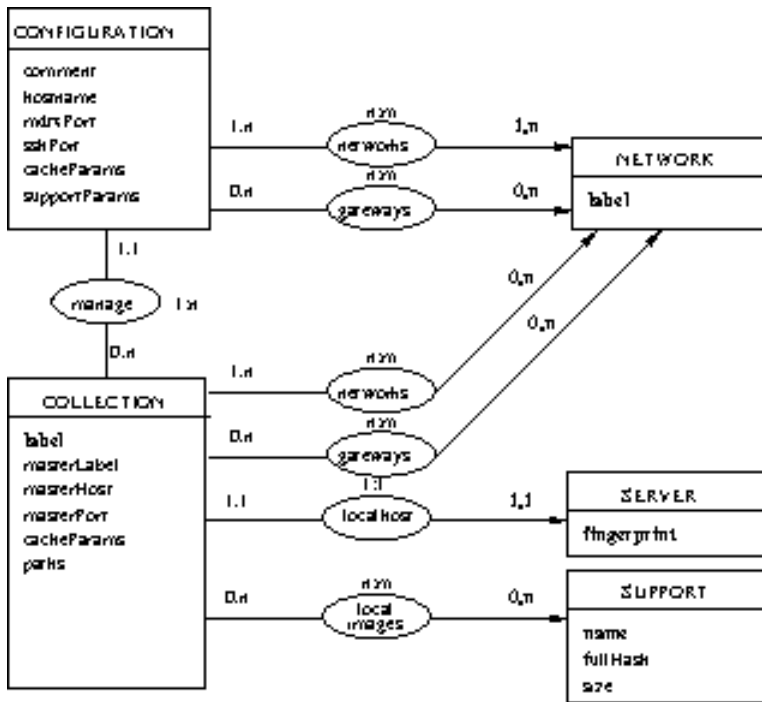 CONFIGURATION
comment
hostname
mdrsPort
sshPort
cacheParams
supportParams
1.n
n:m
networks
1.n
0.n
n:m
gateways
0.n
NETWORK
label
1.1
manage
1:n
0.n
COLLECTION
label
masterLabel
masterHost
masterPort
cacheParams
paths
1.n
n:m
networks
0.n
0.n
n:m
gateways
0.n
1.1
1:1
localhost
1.1
SERVER
fingerprint
0.n
n:m
local
images
0.n
SUPPORT
name
fullHash
size